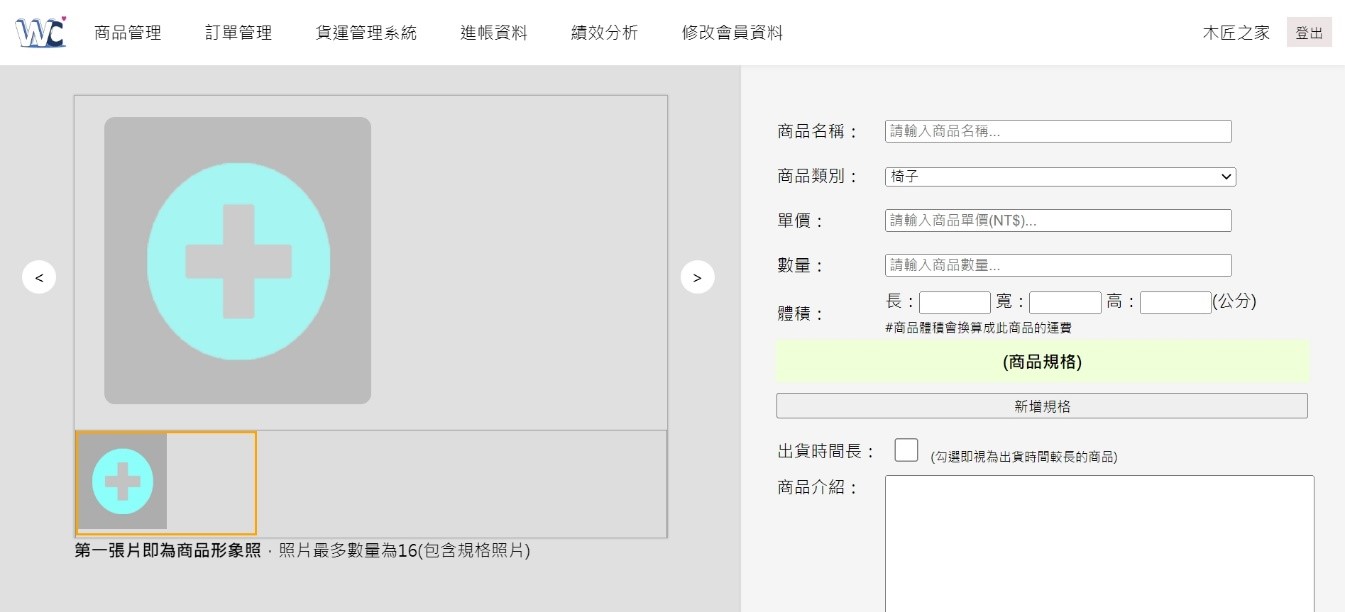 WC 商品管理 訂單管理 貨運管理系統 進帳資料 績效分析 修改會員資料 木匠之家 登出
商品名稱： 請輸入商品名稱...
商品類別： 椅子
單價： 請輸入商品單價(NT$)...
數量： 請輸入商品數量...
體積： 長： 寬： 高： (公分)
#商品體積會換算成此商品的運費
(商品規格)
新增規格
出貨時間長： (勾選即視為出貨時間較長的商品)
商品介紹：
<
>
第一張片即為商品形象照，照片最多數量為16(包含規格照片)